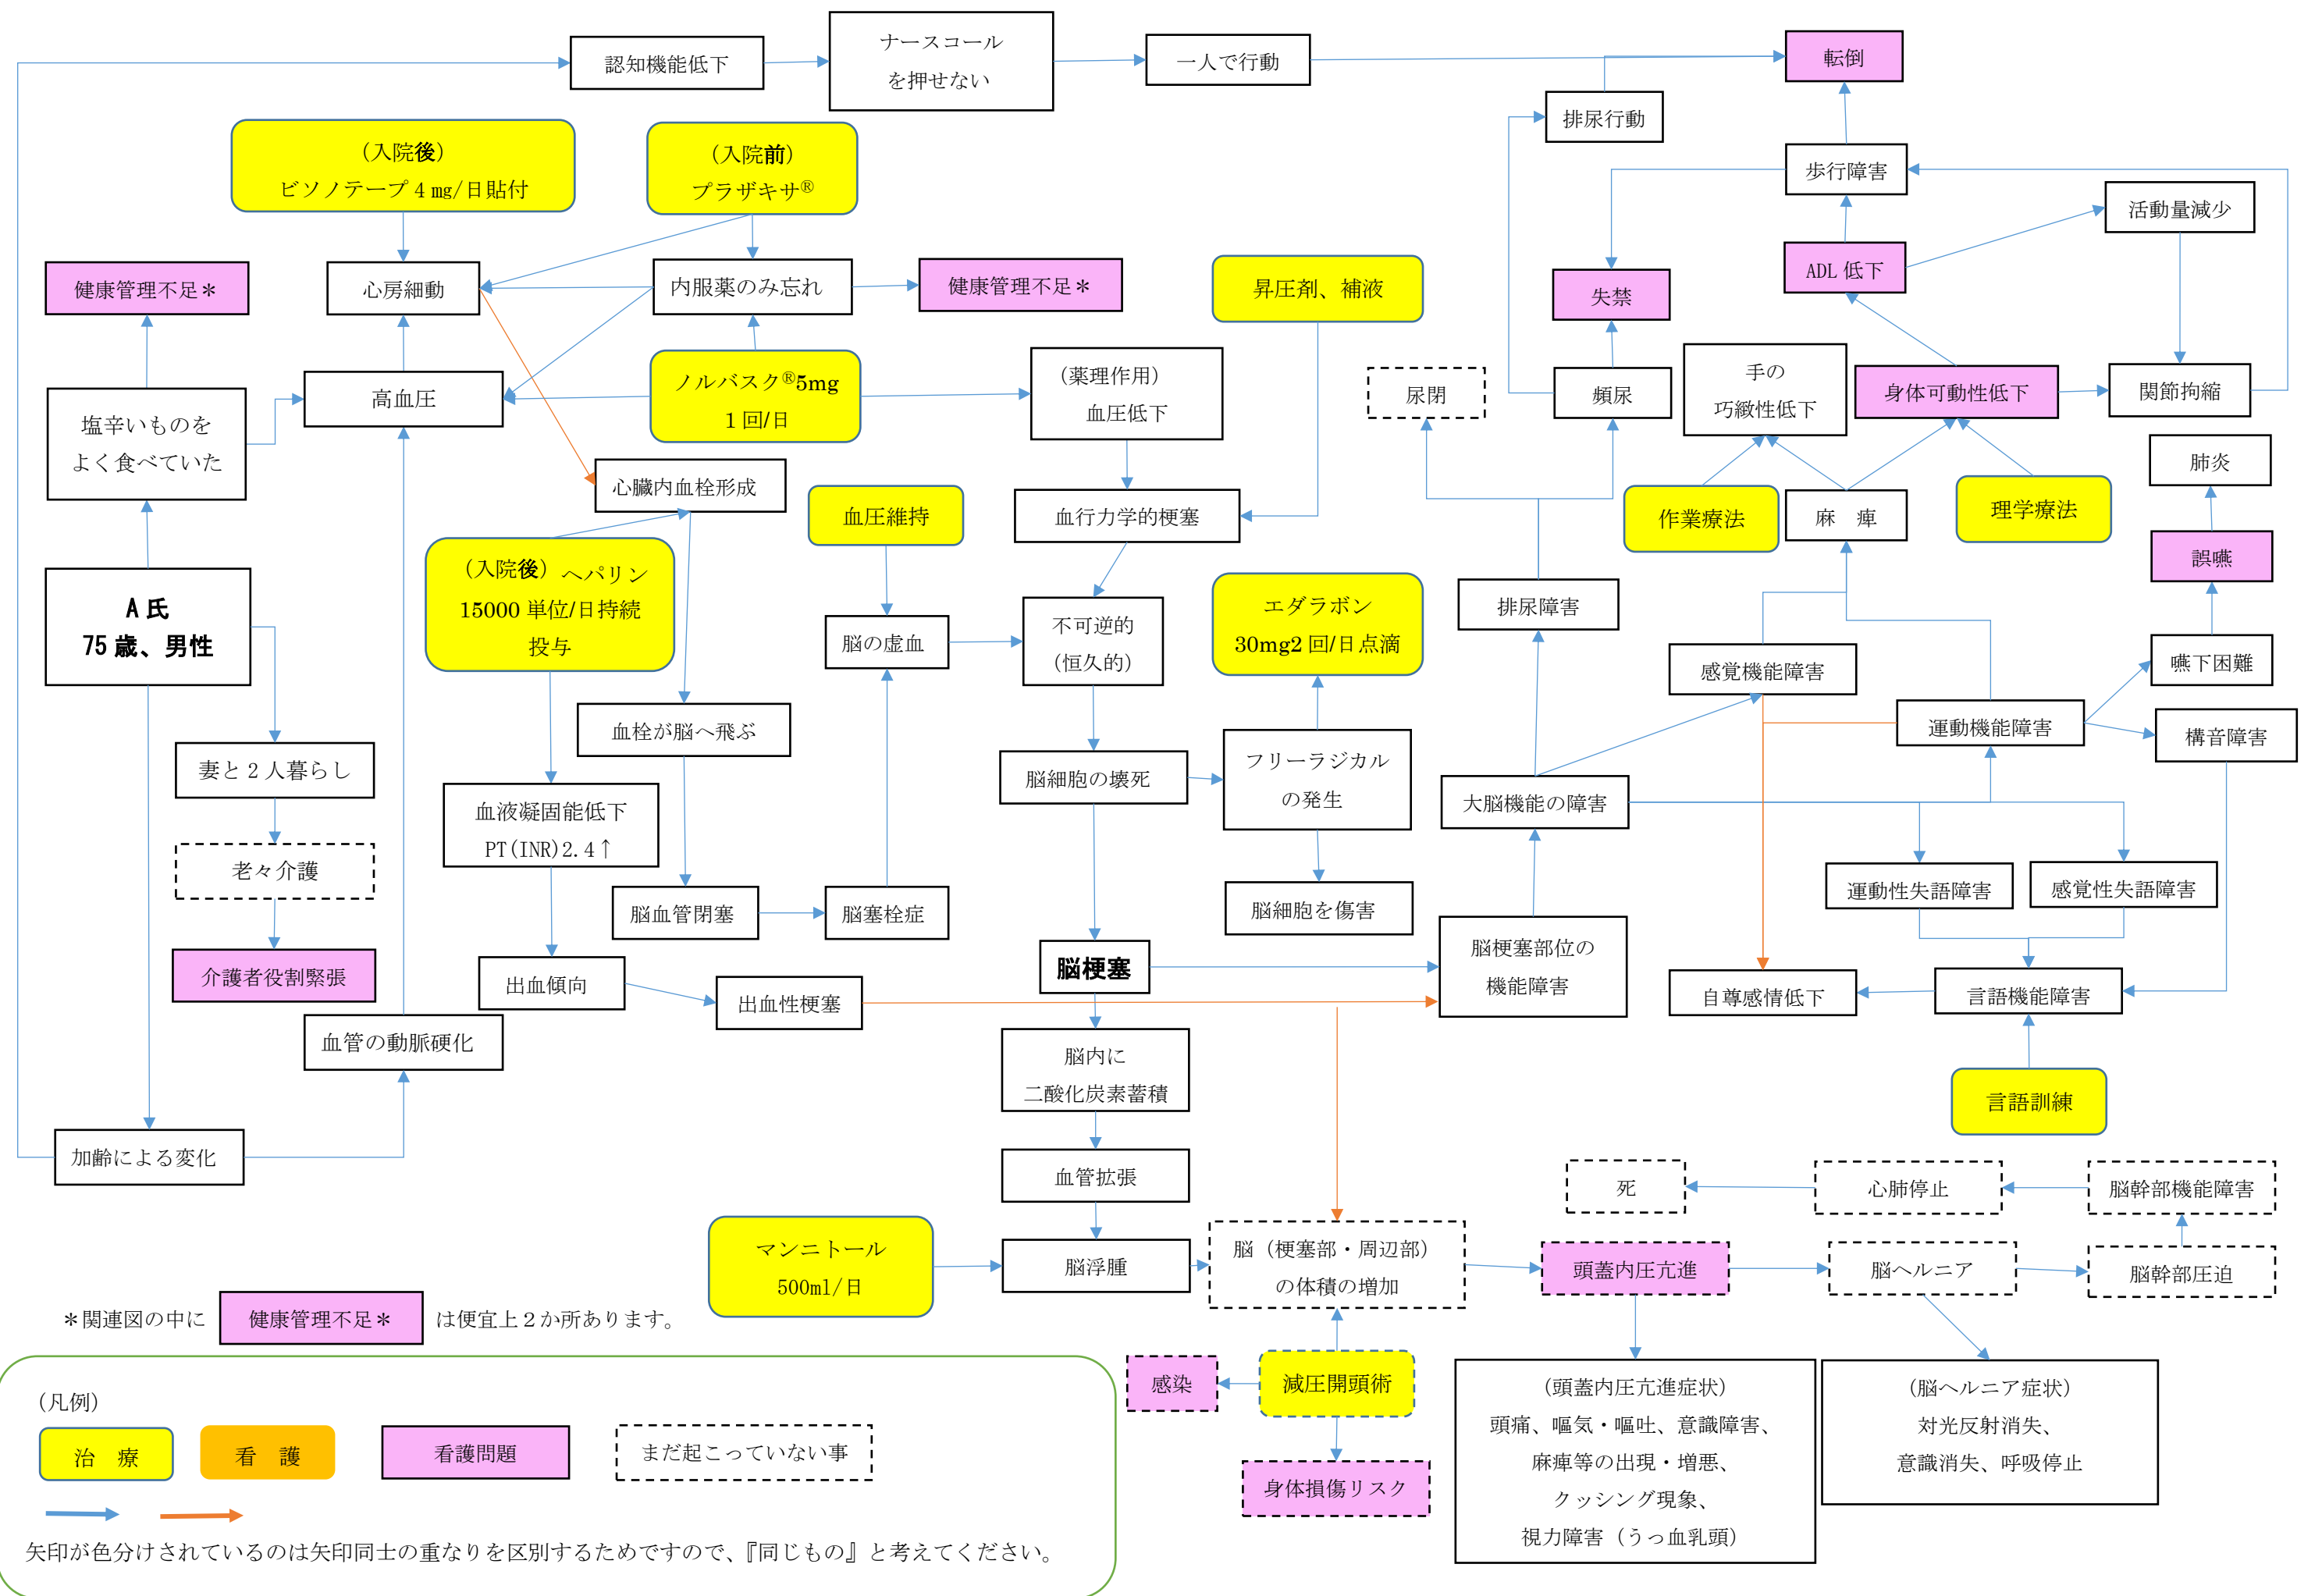 認知機能低下
ナースコール
を押せない
一人で行動
転倒
排尿行動
(入院後)
ビソノテープ4㎎/日貼付
(入院前)
プラザキサ®
歩行障害
活動量減少
健康管理不足＊
心房細動
内服薬のみ忘れ
健康管理不足＊
昇圧剤、補液
失禁
ADL低下
塩辛いものを
よく食べていた
高血圧
ノルバスク®5mg
1回/日
(薬理作用)
血圧低下
尿閉
頻尿
手の
巧緻性低下
身体可動性低下
関節拘縮
心臓内血栓形成
血圧維持
血行力学的梗塞
作業療法
麻 痺
理学療法
肺炎
誤嚥
A氏
75歳、男性
(入院後)ヘパリン
15000単位/日持続
投与
脳の虚血
不可逆的
(恒久的)
エダラボン
30mg2回/日点滴
排尿障害
感覚機能障害
嚥下困難
運動機能障害
構音障害
妻と2人暮らし
血栓が脳へ飛ぶ
脳細胞の壊死
フリーラジカル
の発生
大脳機能の障害
血液凝固能低下
PT(INR)2.4↑
老々介護
脳血管閉塞
脳塞栓症
脳細胞を傷害
運動性失語障害
感覚性失語障害
介護者役割緊張
出血傾向
出血性梗塞
脳梗塞
脳梗塞部位の
機能障害
自尊感情低下
言語機能障害
血管の動脈硬化
脳内に
二酸化炭素蓄積
言語訓練
加齢による変化
血管拡張
死
心肺停止
脳幹部機能障害
マンニトール
500ml/日
脳浮腫
脳(梗塞部・周辺部)
の体積の増加
頭蓋内圧亢進
脳ヘルニア
脳幹部圧迫
＊関連図の中に 健康管理不足＊ は便宜上2か所あります。
感染
減圧開頭術
身体損傷リスク
(頭蓋内圧亢進症状)
頭痛、嘔気・嘔吐、意識障害、
麻痺等の出現・増悪、
クッシング現象、
視力障害(うっ血乳頭)
(脳ヘルニア症状)
対光反射消失、
意識消失、呼吸停止
(凡例)
治 療
看 護
看護問題
まだ起こっていない事
矢印が色分けされているのは矢印同士の重なりを区別するためですので、『同じもの』と考えてください。